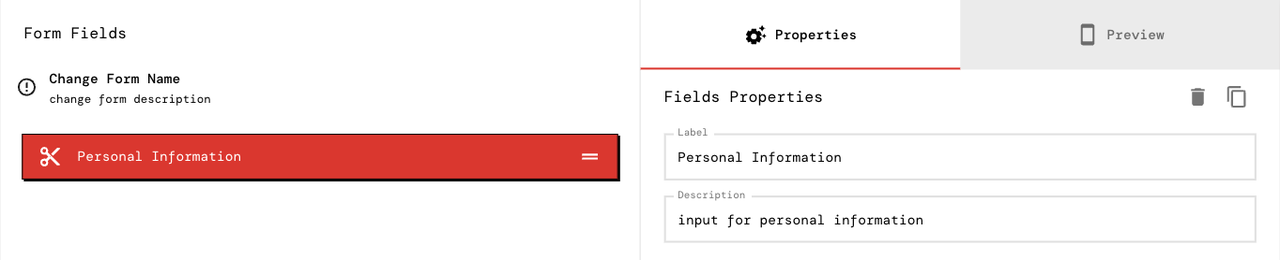 Form Fields
Change Form Name
change form description
Personal Information
Properties
Preview
Fields Properties
Label
Personal Information
Description
input for personal information